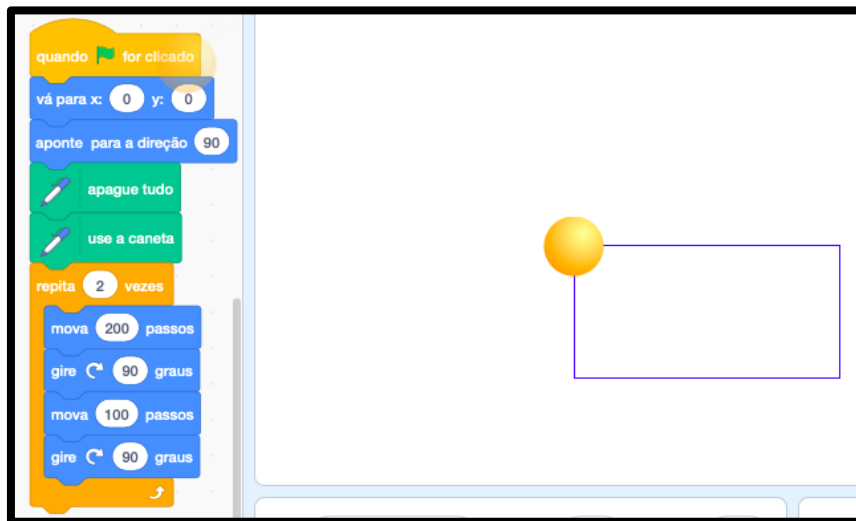 quando for clicado
vá para x: 0 y: 0
aponte para a direção 90
apague tudo
use a caneta
repita 2 vezes
mova 200 passos
gire 90 graus
mova 100 passos
gire 90 graus